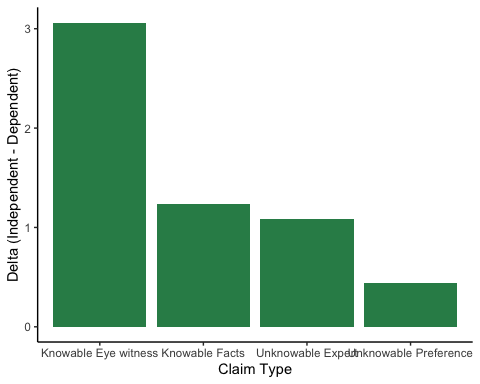 3
2
1
0
Delta (Independent - Dependent)
Knowable Eye witness Knowable Facts Unknowable Expert Unknowable Preference
Claim Type